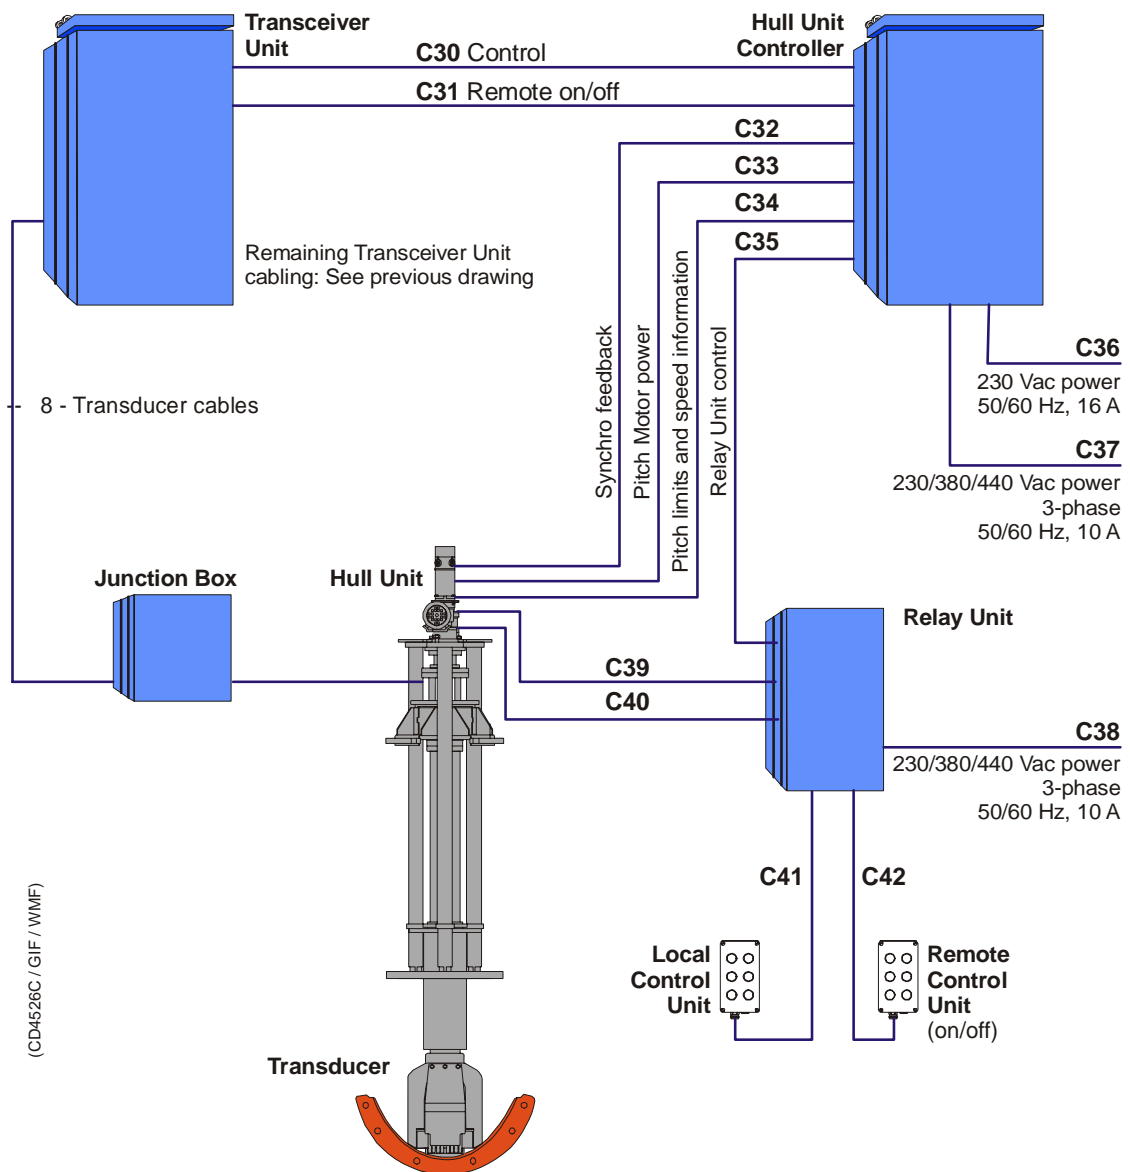 Transceiver
Unit
Hull Unit
Controller
C30 Control
C31 Remote on/off
C32
C33
C34
C35
Remaining Transceiver Unit
cabling: See previous drawing
Synchro feedback
Pitch Motor power
Pitch limits and speed information
Relay Unit control
C36
230 Vac power
50/60 Hz, 16 A
C37
230/380/440 Vac power
3-phase
50/60 Hz, 10 A
8 - Transducer cables
Junction Box
Hull Unit
Relay Unit
C39
C40
C38
230/380/440 Vac power
3-phase
50/60 Hz, 10 A
C41
C42
Local
Control
Unit
Remote
Control
Unit
(on/off)
Transducer
(CD4526C / GIF / WMF)